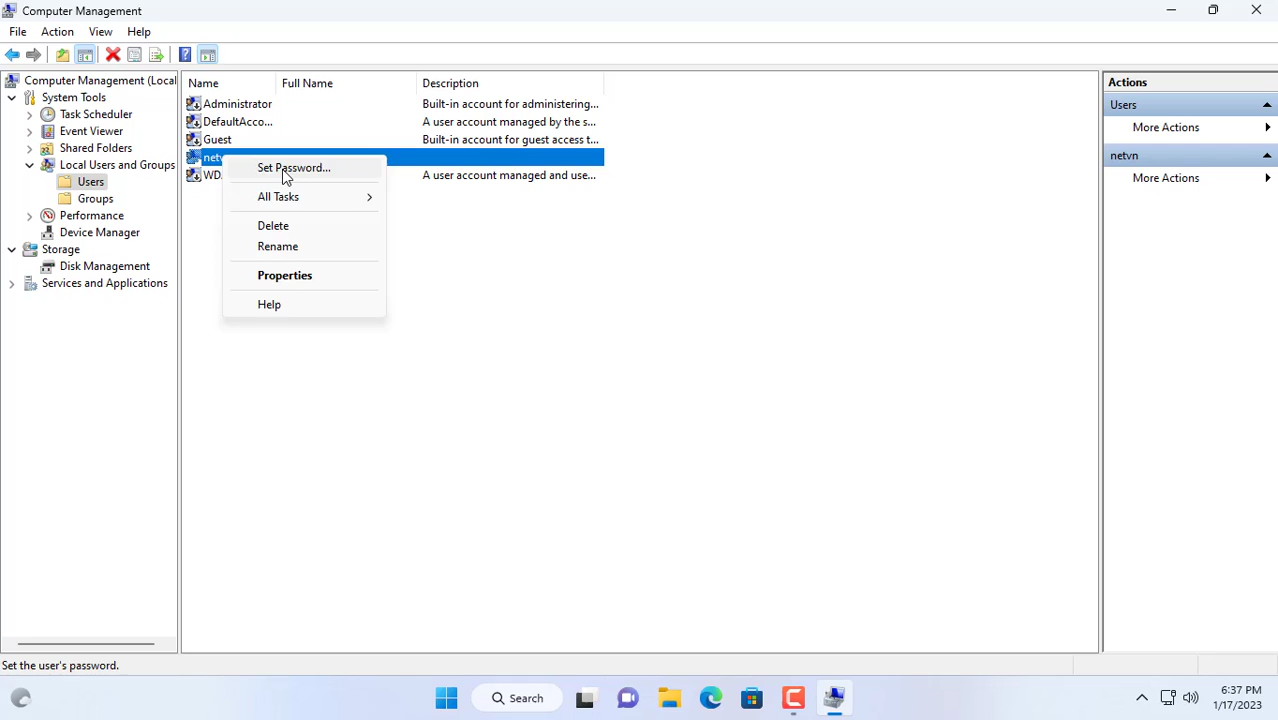 Computer Management
File Action View Help
Computer Management (Local
System Tools
Task Scheduler
Event Viewer
Shared Folders
Local Users and Groups
Users
Groups
Performance
Device Manager
Storage
Disk Management
Services and Applications
Name Full Name Description
Administrator Built-in account for administering...
DefaultAcco... A user account managed by the s...
Guest Built-in account for guest access t...
netv
WD. A user account managed and use...
Set Password...
All Tasks
Delete
Rename
Properties
Help
Actions
Users
More Actions
netvn
More Actions
Set the user's password.
Search
6:37 PM
1/17/2023